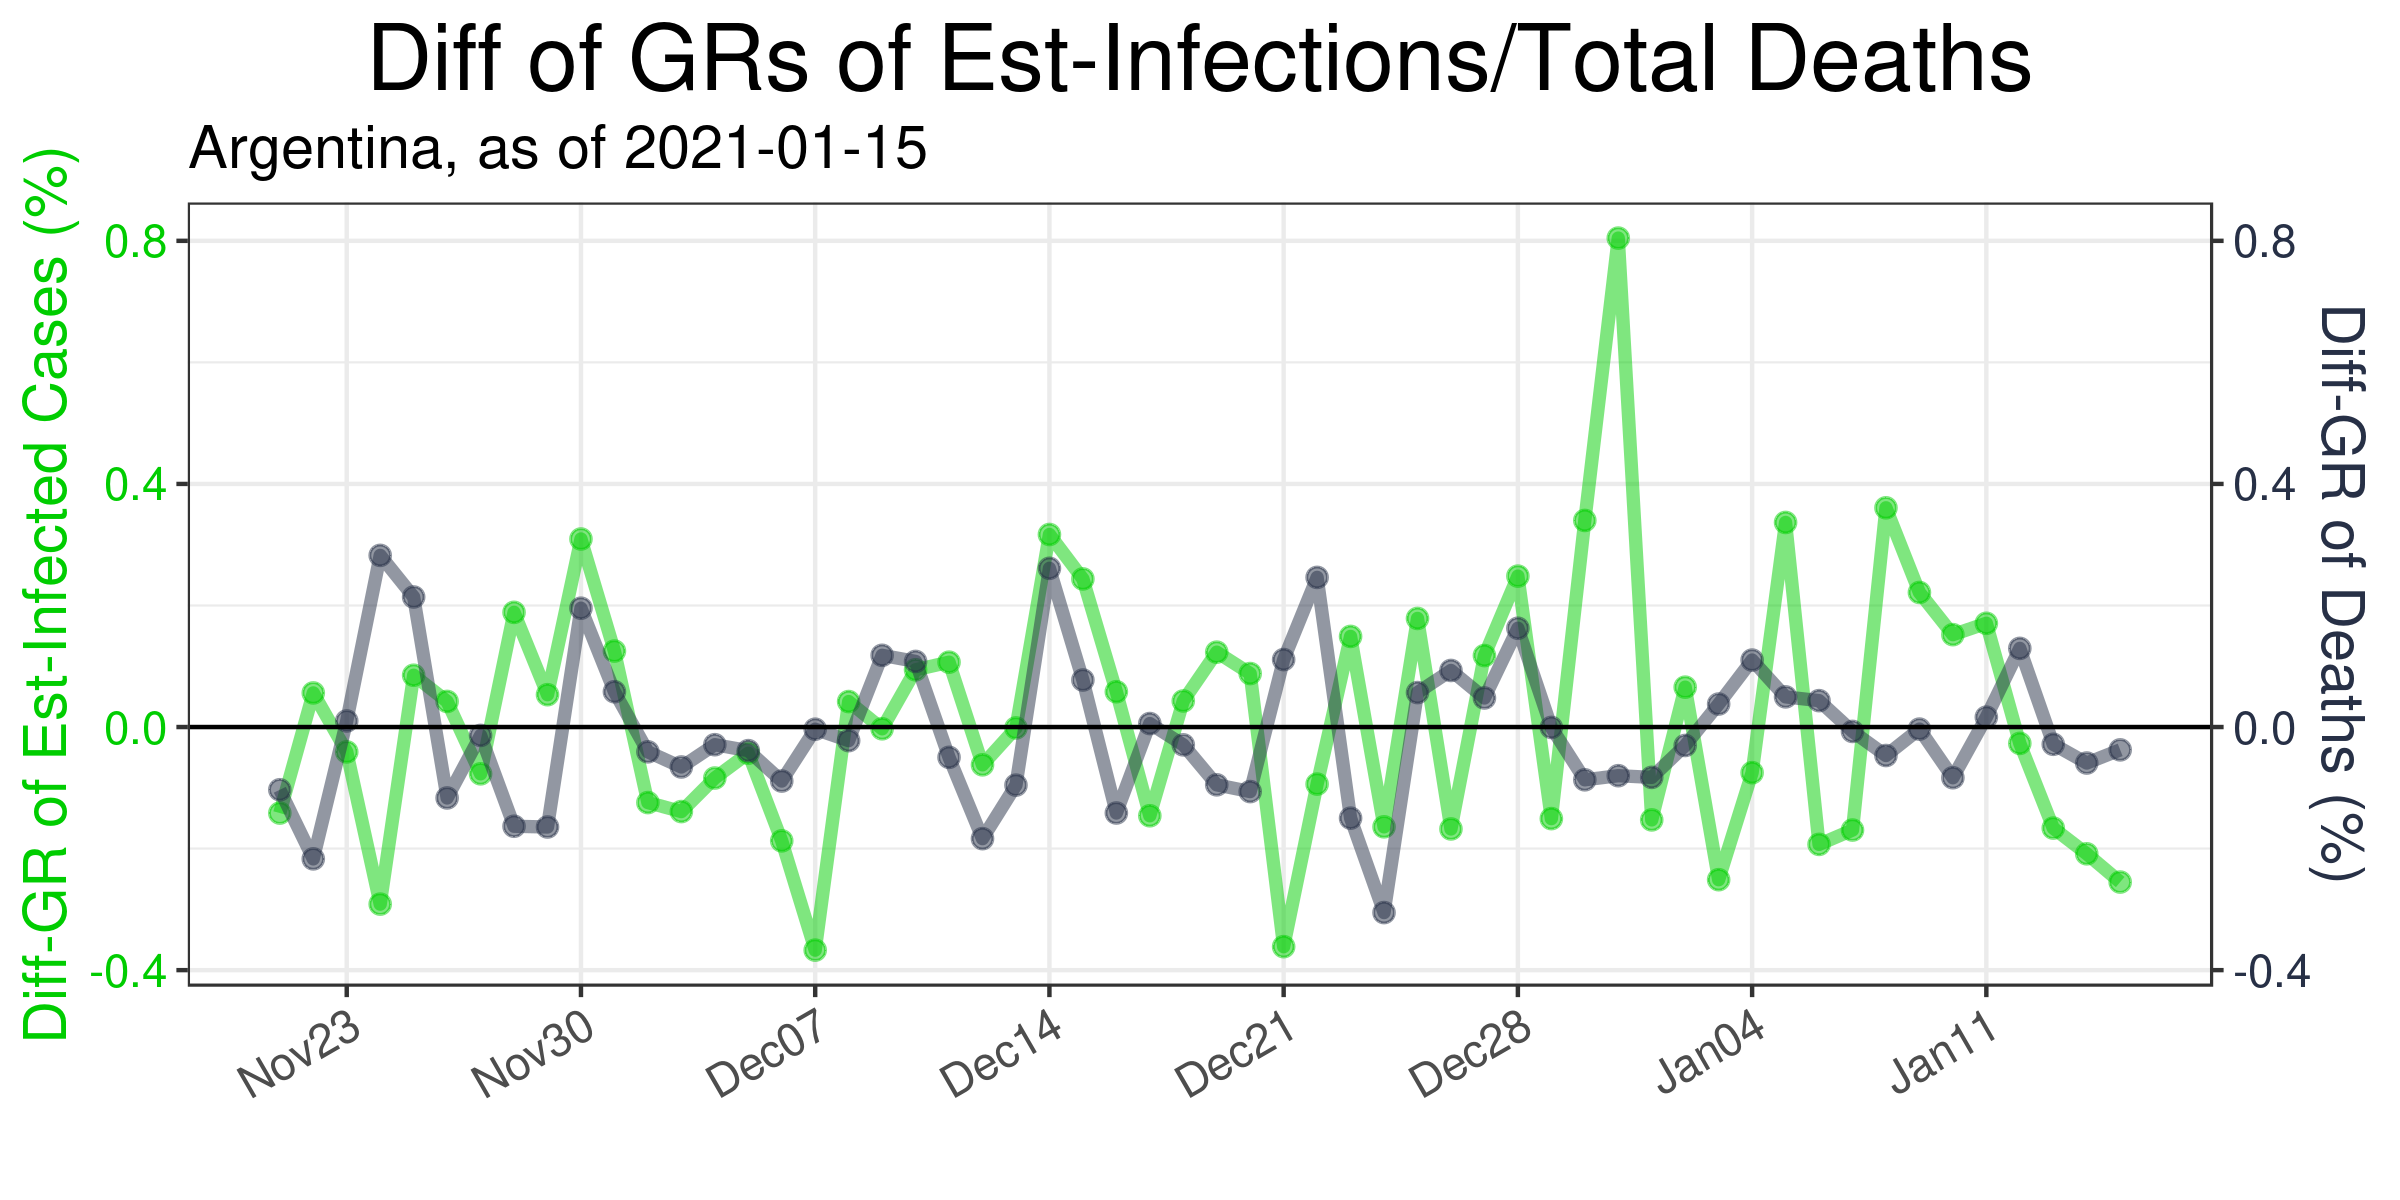 Diff of GRs of Est-Infections/Total Deaths
Argentina, as of 2021-01-15
Diff-GR of Est-Infected Cases (%)
0.8
0.4
0.0
-0.4
0.8
0.4
0.0
-0.4
Diff-GR of Deaths (%)
Nov23
Nov30
Dec07
Dec14
Dec21
Dec28
Jan04
Jan11